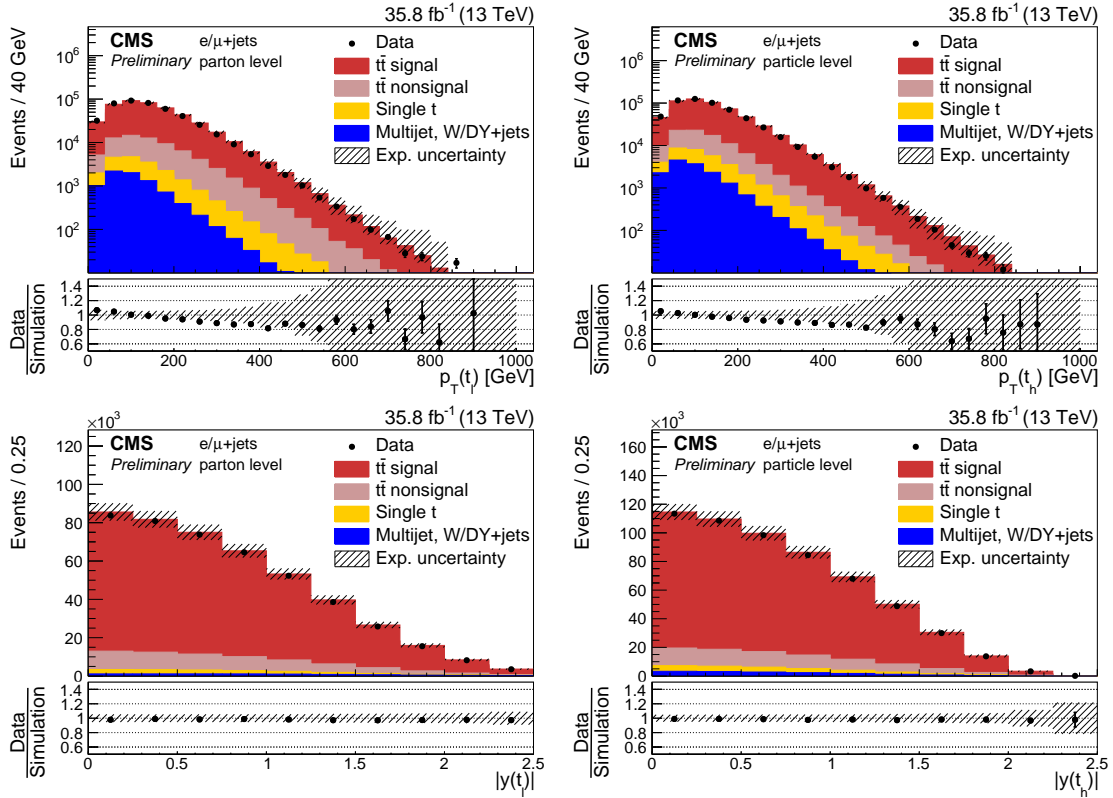 35.8 fb⁻¹ (13 TeV)
CMS e/μ+jets
Preliminary parton level
Data
tt̄ signal
tt̄ nonsignal
Single t
Multijet, W/DY+jets
Exp. uncertainty
Events / 40 GeV
10⁶
10⁵
10⁴
10³
10²
Data
Simulation
1.4
1.2
1
0.8
0.6
0 200 400 600 800 1000
p_T(t_l) [GeV]
35.8 fb⁻¹ (13 TeV)
CMS e/μ+jets
Preliminary particle level
Data
tt̄ signal
tt̄ nonsignal
Single t
Multijet, W/DY+jets
Exp. uncertainty
Events / 40 GeV
10⁶
10⁵
10⁴
10³
10²
Data
Simulation
1.4
1.2
1
0.8
0.6
0 200 400 600 800 1000
p_T(t_h) [GeV]
×10³ 35.8 fb⁻¹ (13 TeV)
CMS e/μ+jets
Preliminary parton level
Data
tt̄ signal
tt̄ nonsignal
Single t
Multijet, W/DY+jets
Exp. uncertainty
Events / 0.25
120
100
80
60
40
20
0
Data
Simulation
1.4
1.2
1
0.8
0.6
0 0.5 1 1.5 2 2.5
|y(t_l)|
×10³ 35.8 fb⁻¹ (13 TeV)
CMS e/μ+jets
Preliminary particle level
Data
tt̄ signal
tt̄ nonsignal
Single t
Multijet, W/DY+jets
Exp. uncertainty
Events / 0.25
160
140
120
100
80
60
40
20
0
Data
Simulation
1.4
1.2
1
0.8
0.6
0 0.5 1 1.5 2 2.5
|y(t_h)|